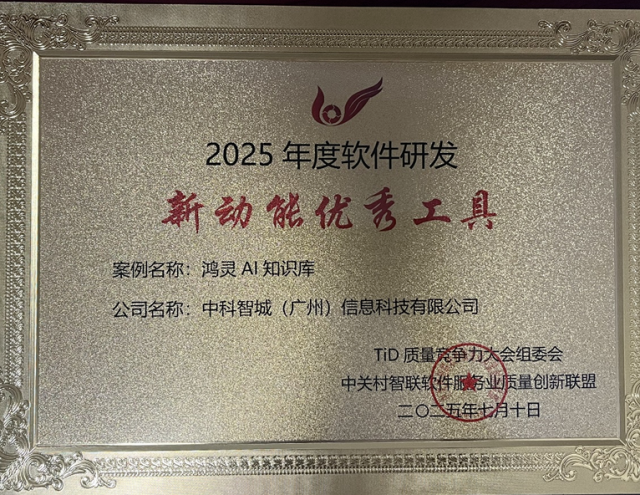 2025 年度软件研发
新动能优秀工具
案例名称：鸿灵 AI 知识库
公司名称：中科智城（广州）信息科技有限公司
TiD 质量竞争力大会组委会
中关村智联软件服务业质量创新联盟
二〇二五年七月十日